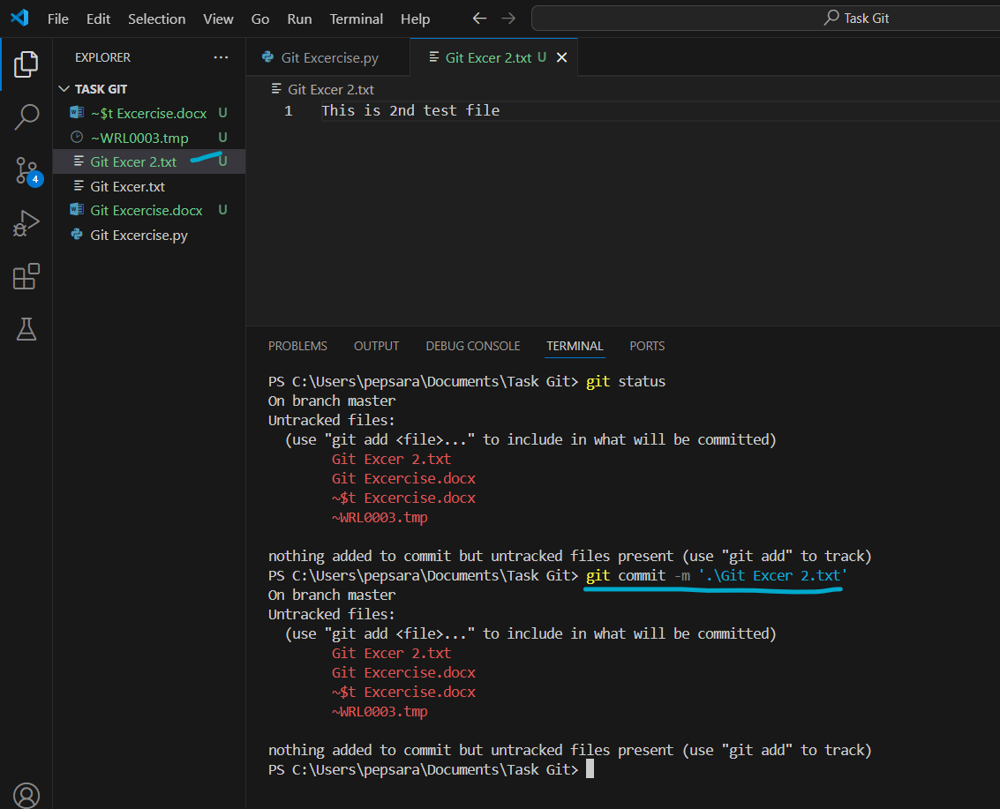 File Edit Selection View Go Run Terminal Help Task Git
EXPLORER ...
Git Excercise.py Git Excer 2.txt U
TASK GIT
Git Excer 2.txt
~$t Excercise.docx U
1 This is 2nd test file
~WRL0003.tmp U
Git Excer 2.txt U
4
Git Excer.txt
Git Excercise.docx U
Git Excercise.py
PROBLEMS OUTPUT DEBUG CONSOLE TERMINAL PORTS
PS C:\Users\pepsara\Documents\Task Git> git status
On branch master
Untracked files:
(use "git add <file>..." to include in what will be committed)
Git Excer 2.txt
Git Excercise.docx
~$t Excercise.docx
~WRL0003.tmp
nothing added to commit but untracked files present (use "git add" to track)
PS C:\Users\pepsara\Documents\Task Git> git commit -m '.\Git Excer 2.txt'
On branch master
Untracked files:
(use "git add <file>..." to include in what will be committed)
Git Excer 2.txt
Git Excercise.docx
~$t Excercise.docx
~WRL0003.tmp
nothing added to commit but untracked files present (use "git add" to track)
PS C:\Users\pepsara\Documents\Task Git>